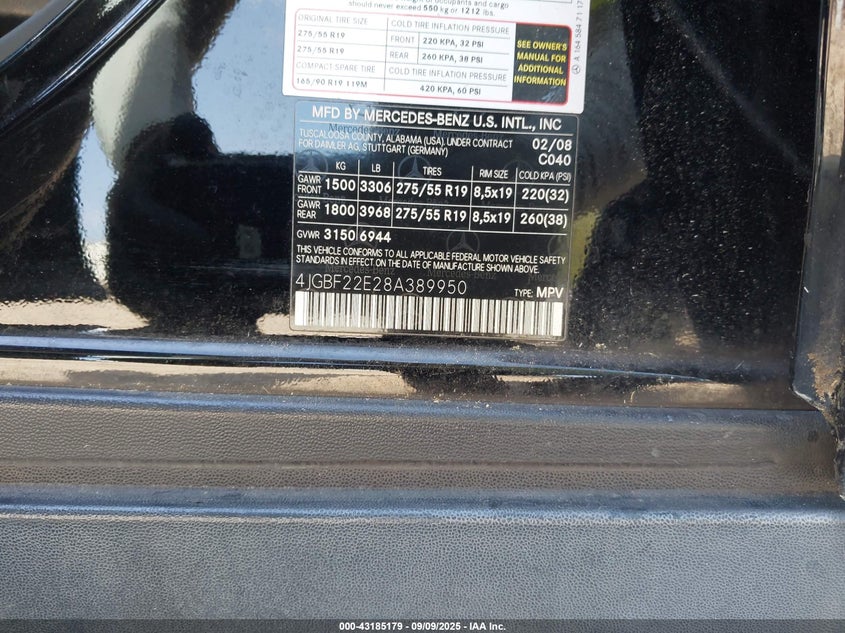 should never exceed 550 kg or 1212 lbs.
ORIGINAL TIRE SIZE COLD TIRE INFLATION PRESSURE
275/55 R19 FRONT 220 KPA, 32 PSI
275/55 R19 REAR 260 KPA, 38 PSI
COMPACT SPARE TIRE COLD TIRE INFLATION PRESSURE
165/90 R19 119M 420 KPA, 60 PSI
SEE OWNER'S
MANUAL FOR
ADDITIONAL
INFORMATION
A 164 584 71 17
MFD BY MERCEDES-BENZ U.S. INTL., INC
TUSCALOOSA COUNTY, ALABAMA (USA). UNDER CONTRACT 02/08
FOR DAIMLER AG, STUTTGART (GERMANY) C040
KG LB TIRES RIM SIZE COLD KPA (PSI)
GAWR FRONT 1500 3306 275/55 R19 8,5x19 220(32)
GAWR REAR 1800 3968 275/55 R19 8,5x19 260(38)
GVWR 3150 6944
THIS VEHICLE CONFORMS TO ALL APPLICABLE FEDERAL MOTOR VEHICLE SAFETY
STANDARDS IN EFFECT ON THE DATE OF MANUFACTURE SHOWN ABOVE.
4JGBF22E28A389950 TYPE: MPV
000-43185179 - 09/09/2025 - IAA Inc.